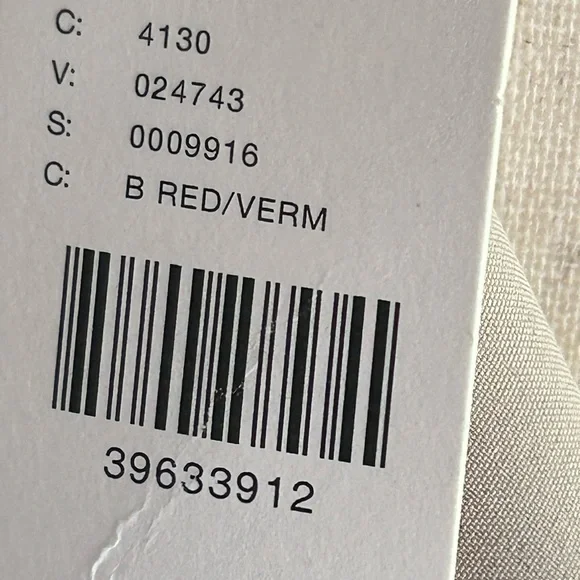 C: 4130
V: 024743
S: 0009916
C: B RED/VERM
39633912